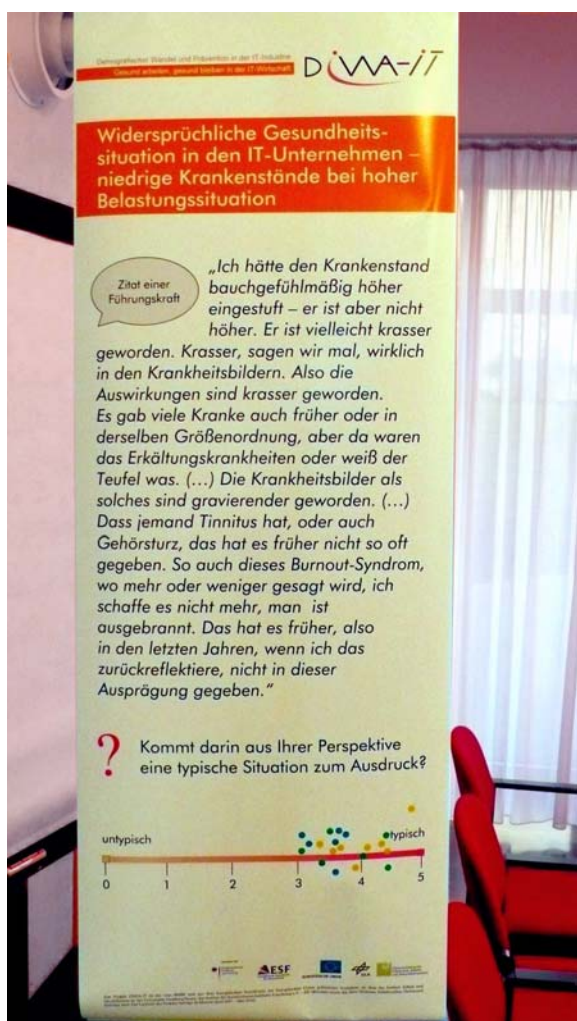 Demografischer Wandel und Prävention in der IT-Industrie
Gesund arbeiten, gesund bleiben in der IT-Wirtschaft
DiWA-iT
Widersprüchliche Gesundheits-
situation in den IT-Unternehmen –
niedrige Krankenstände bei hoher
Belastungssituation
Zitat einer
Führungskraft
„Ich hätte den Krankenstand
bauchgefühlmäßig höher
eingestuft – er ist aber nicht
höher. Er ist vielleicht krasser
geworden. Krasser, sagen wir mal, wirklich
in den Krankheitsbildern. Also die
Auswirkungen sind krasser geworden.
Es gab viele Kranke auch früher oder in
derselben Größenordnung, aber da waren
das Erkältungskrankheiten oder weiß der
Teufel was. (...) Die Krankheitsbilder als
solches sind gravierender geworden. (...)
Dass jemand Tinnitus hat, oder auch
Gehörsturz, das hat es früher nicht so oft
gegeben. So auch dieses Burnout-Syndrom,
wo mehr oder weniger gesagt wird, ich
schaffe es nicht mehr, man ist
ausgebrannt. Das hat es früher, also
in den letzten Jahren, wenn ich das
zurückreflektiere, nicht in dieser
Ausprägung gegeben.“
?
Kommt darin aus Ihrer Perspektive
eine typische Situation zum Ausdruck?
untypisch typisch
0 1 2 3 4 5
ESF